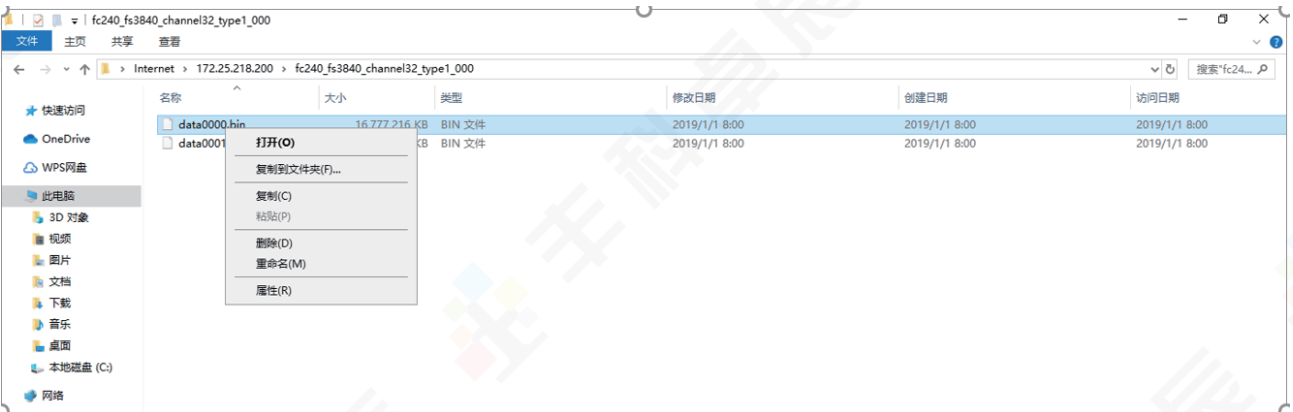 fc240_fs3840_channel32_type1_000
文件 主页 共享 查看
Internet > 172.25.218.200 > fc240_fs3840_channel32_type1_000 搜索"fc24...
名称 大小 类型 修改日期 创建日期 访问日期
data0000.bin 16,777,216 KB BIN 文件 2019/1/1 8:00 2019/1/1 8:00 2019/1/1 8:00
data0001 KB BIN 文件 2019/1/1 8:00 2019/1/1 8:00 2019/1/1 8:00
快速访问
OneDrive
WPS网盘
此电脑
3D 对象
视频
图片
文档
下载
音乐
桌面
本地磁盘 (C:)
网络
打开(O)
复制到文件夹(F)...
复制(C)
粘贴(P)
删除(D)
重命名(M)
属性(R)
丰科卓辰